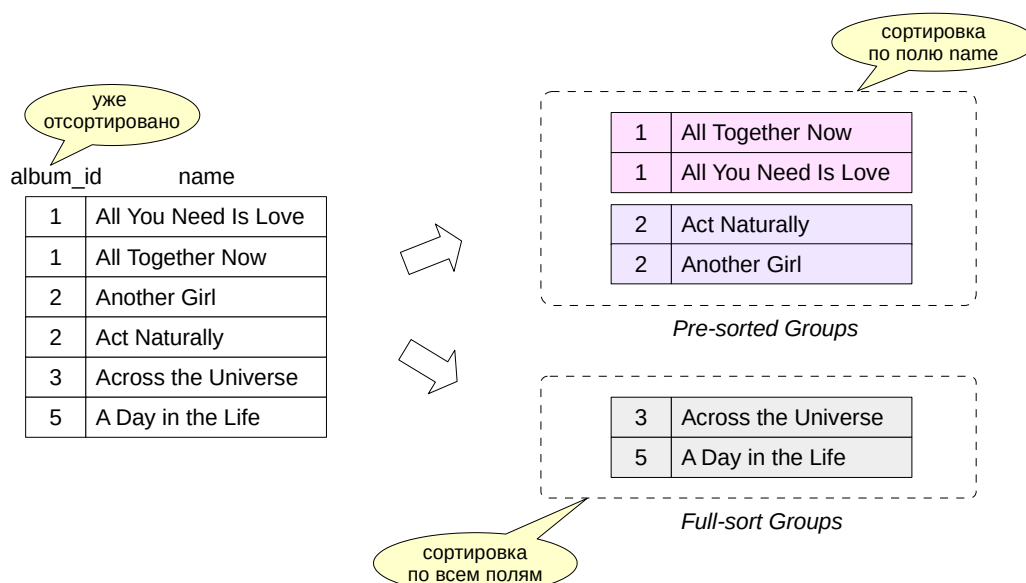 сортировка
по полю name
уже
отсортировано
album_id name
1 All You Need Is Love
1 All Together Now
2 Another Girl
2 Act Naturally
3 Across the Universe
5 A Day in the Life
1 All Together Now
1 All You Need Is Love
2 Act Naturally
2 Another Girl
Pre-sorted Groups
3 Across the Universe
5 A Day in the Life
Full-sort Groups
сортировка
по всем полям